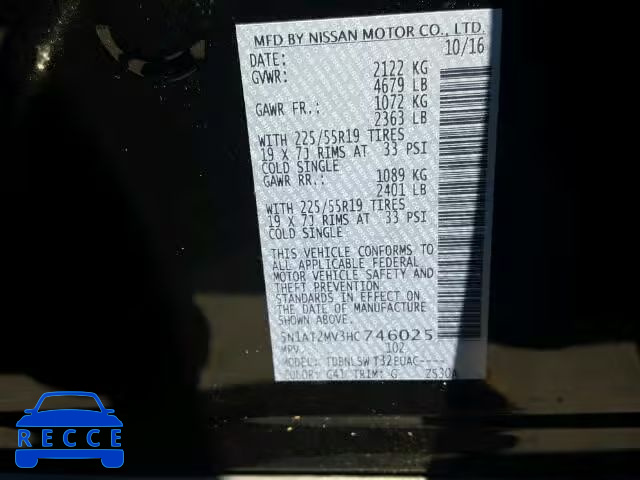 MFD BY NISSAN MOTOR CO., LTD.
DATE: 10/16
GVWR: 2122 KG
4679 LB
GAWR FR.: 1072 KG
2363 LB
WITH 225/55R19 TIRES
19 X 7J RIMS AT 33 PSI
COLD SINGLE
GAWR RR.: 1089 KG
2401 LB
WITH 225/55R19 TIRES
19 X 7J RIMS AT 33 PSI
COLD SINGLE
THIS VEHICLE CONFORMS TO
ALL APPLICABLE FEDERAL
MOTOR VEHICLE SAFETY AND
THEFT PREVENTION
STANDARDS IN EFFECT ON
THE DATE OF MANUFACTURE
SHOWN ABOVE.
5N1AT2MV3HC746025
MPV 102
MODEL: TDBNLSW T32EUAC----
COLOR: G41 TRIM: G Z530A
RECCE